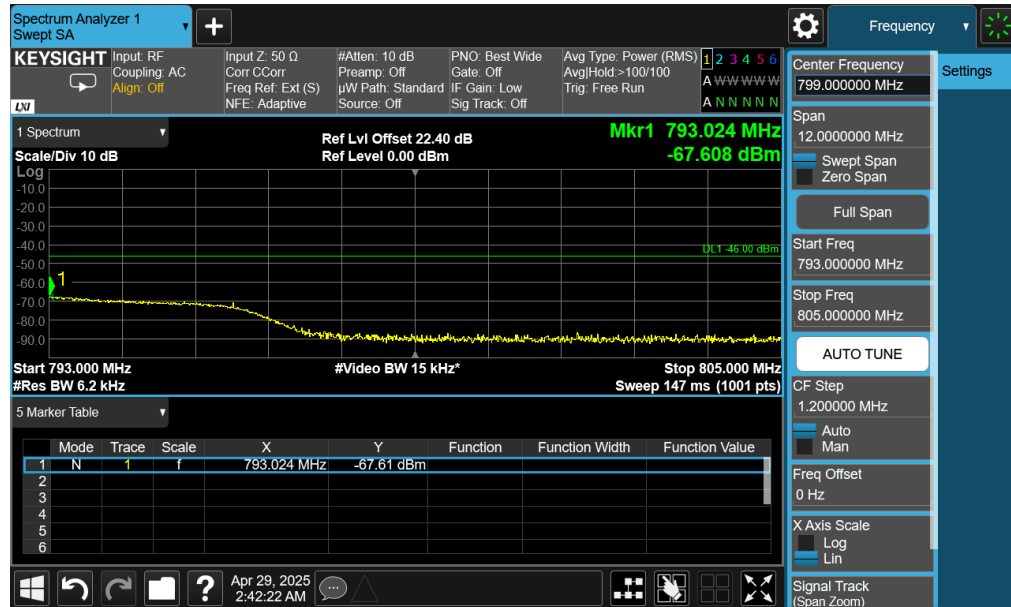 Spectrum Analyzer 1
Swept SA
Frequency
KEYSIGHT
LXI
Input: RF
Coupling: AC
Align: Off
Input Z: 50 Ω
Corr CCorr
Freq Ref: Ext (S)
NFE: Adaptive
#Atten: 10 dB
Preamp: Off
µW Path: Standard
Source: Off
PNO: Best Wide
Gate: Off
IF Gain: Low
Sig Track: Off
Avg Type: Power (RMS)
Avg|Hold:>100/100
Trig: Free Run
1 2 3 4 5 6
A W W W W W
A N N N N N
1 Spectrum
Scale/Div 10 dB
Ref Lvl Offset 22.40 dB
Ref Level 0.00 dBm
Mkr1 793.024 MHz
-67.608 dBm
Log
-10.0
-20.0
-30.0
-40.0
-50.0
-60.0
-70.0
-80.0
-90.0
DL1 -46.00 dBm
1
Start 793.000 MHz
#Res BW 6.2 kHz
#Video BW 15 kHz*
Stop 805.000 MHz
Sweep 147 ms (1001 pts)
5 Marker Table
Mode Trace Scale X Y Function Function Width Function Value
1 N 1 f 793.024 MHz -67.61 dBm
2
3
4
5
6
?
Apr 29, 2025
2:42:22 AM
Center Frequency
799.000000 MHz
Settings
Span
12.0000000 MHz
Swept Span
Zero Span
Full Span
Start Freq
793.000000 MHz
Stop Freq
805.000000 MHz
AUTO TUNE
CF Step
1.200000 MHz
Auto
Man
Freq Offset
0 Hz
X Axis Scale
Log
Lin
Signal Track
(Span Zoom)